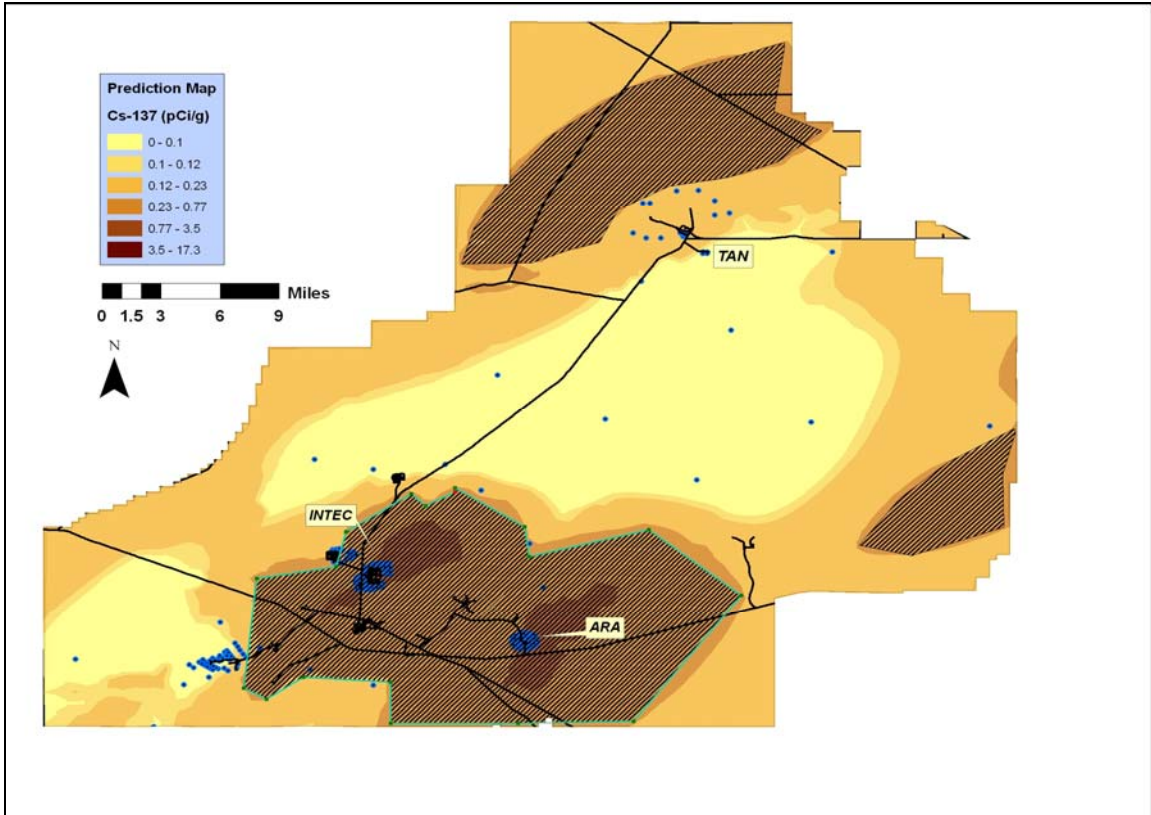 Prediction Map
Cs-137 (pCi/g)
0 - 0.1
0.1 - 0.12
0.12 - 0.23
0.23 - 0.77
0.77 - 3.5
3.5 - 17.3
Miles
0 1.5 3 6 9
N
TAN
INTEC
ARA